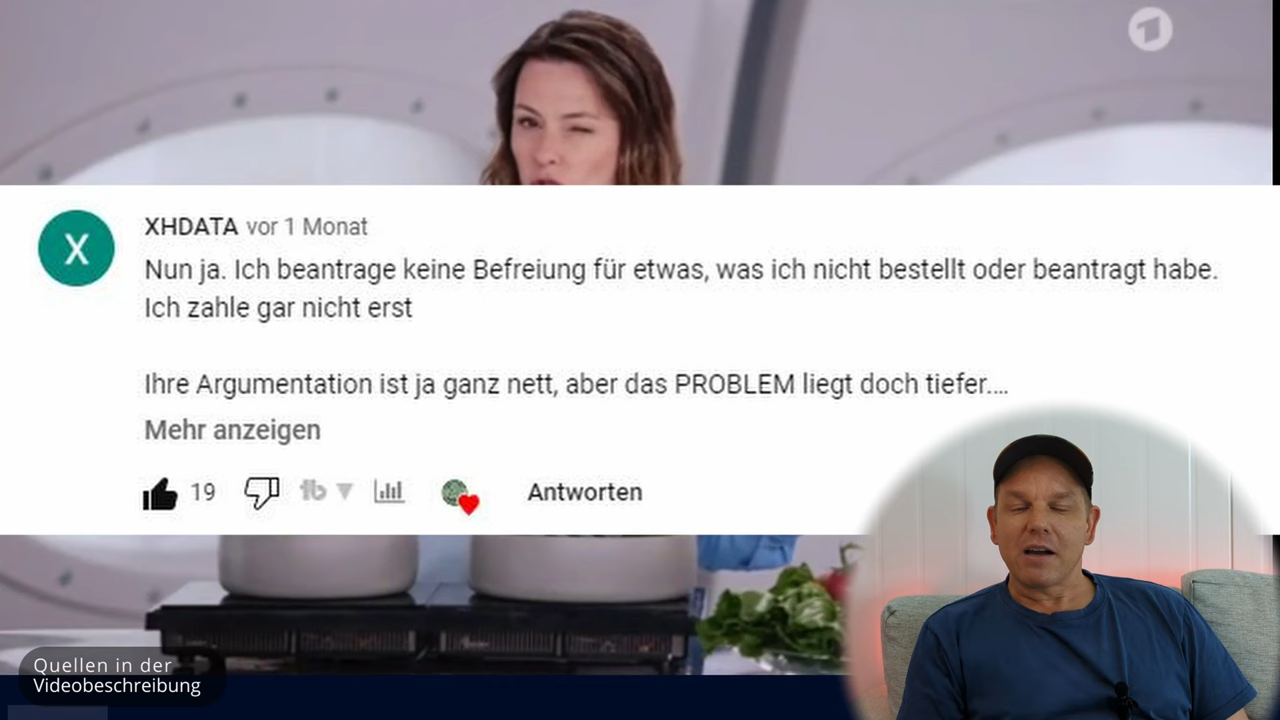 XHDATA vor 1 Monat
Nun ja. Ich beantrage keine Befreiung für etwas, was ich nicht bestellt oder beantragt habe.
Ich zahle gar nicht erst
Ihre Argumentation ist ja ganz nett, aber das PROBLEM liegt doch tiefer....
Mehr anzeigen
19
Antworten
Quellen in der
Videobeschreibung